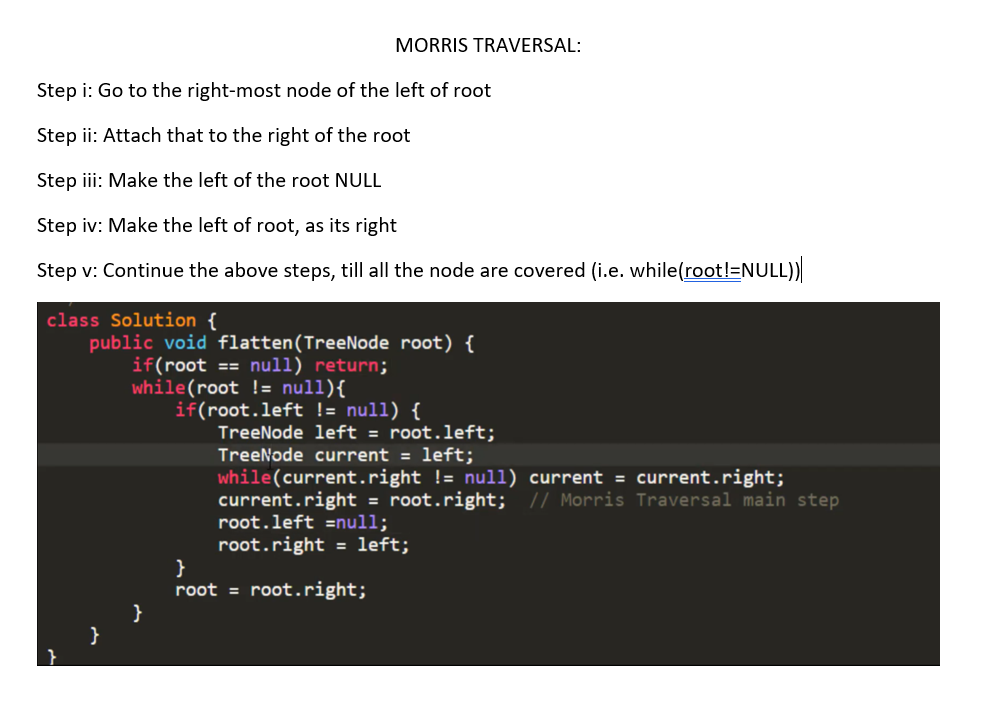 MORRIS TRAVERSAL:
Step i: Go to the right-most node of the left of root
Step ii: Attach that to the right of the root
Step iii: Make the left of the root NULL
Step iv: Make the left of root, as its right
Step v: Continue the above steps, till all the node are covered (i.e. while(root!=NULL))
class Solution {
    public void flatten(TreeNode root) {
        if(root == null) return;
        while(root != null){
            if(root.left != null) {
                TreeNode left = root.left;
                TreeNode current = left;
                while(current.right != null) current = current.right;
                current.right = root.right;  // Morris Traversal main step
                root.left =null;
                root.right = left;
            }
            root = root.right;
        }
    }
}